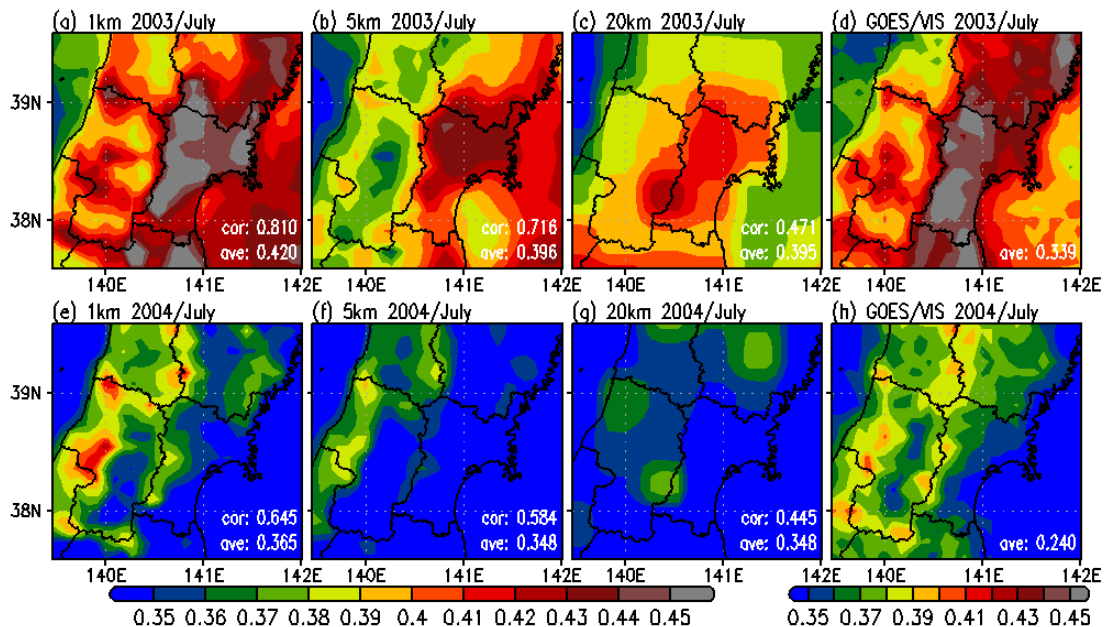 (a) 1km 2003/July
(b) 5km 2003/July
(c) 20km 2003/July
(d) GOES/VIS 2003/July
39N
38N
cor: 0.810
ave: 0.420
cor: 0.716
ave: 0.396
cor: 0.471
ave: 0.395
ave: 0.339
140E 141E 142E
140E 141E 142E
140E 141E 142E
140E 141E 142E
(e) 1km 2004/July
(f) 5km 2004/July
(g) 20km 2004/July
(h) GOES/VIS 2004/July
39N
38N
cor: 0.645
ave: 0.365
cor: 0.584
ave: 0.348
cor: 0.445
ave: 0.348
ave: 0.240
140E 141E 142E
140E 141E 142E
140E 141E 142E
140E 141E 142E
0.35 0.36 0.37 0.38 0.39 0.4 0.41 0.42 0.43 0.44 0.45
0.35 0.37 0.39 0.41 0.43 0.45